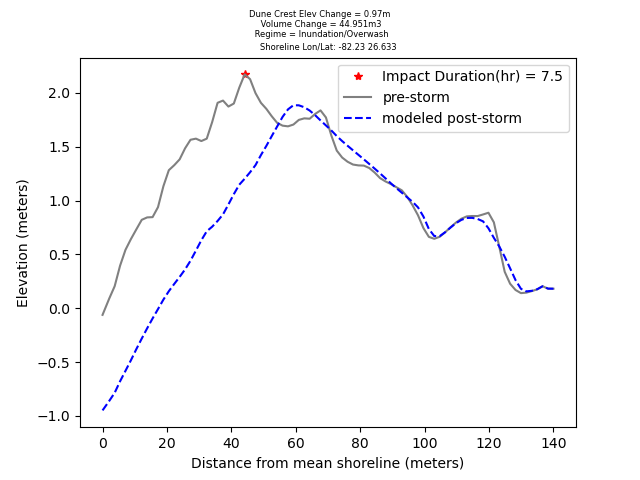 Dune Crest Elev Change = 0.97m
Volume Change = 44.951m3
Regime = Inundation/Overwash
Shoreline Lon/Lat: -82.23 26.633
Impact Duration(hr) = 7.5
pre-storm
modeled post-storm
Elevation (meters)
2.0
1.5
1.0
0.5
0.0
−0.5
−1.0
0 20 40 60 80 100 120 140
Distance from mean shoreline (meters)